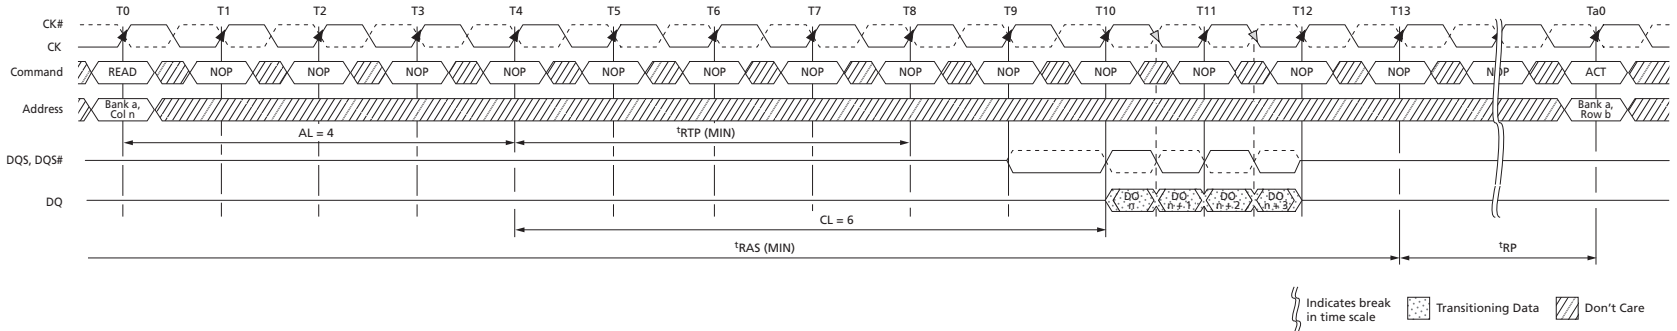 T0 T1 T2 T3 T4 T5 T6 T7 T8 T9 T10 T11 T12 T13 Ta0
CK#
CK
Command READ NOP NOP NOP NOP NOP NOP NOP NOP NOP NOP NOP NOP NOP NOP ACT
Address Bank a, Col n Bank a, Row b
AL = 4 tRTP (MIN)
DQS, DQS#
DQ DO n DO n + 1 DO n + 2 DO n + 3
CL = 6
tRAS (MIN) tRP
Indicates break in time scale
Transitioning Data
Don't Care